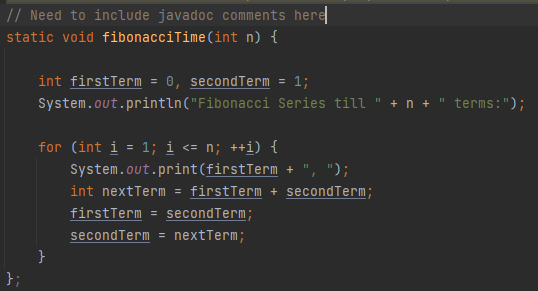 // Need to include javadoc comments here
static void fibonacciTime(int n) {
int firstTerm = 0, secondTerm = 1;
System.out.println("Fibonacci Series till " + n + " terms:");
for (int i = 1; i <= n; ++i) {
System.out.print(firstTerm + ", ");
int nextTerm = firstTerm + secondTerm;
firstTerm = secondTerm;
secondTerm = nextTerm;
}
};